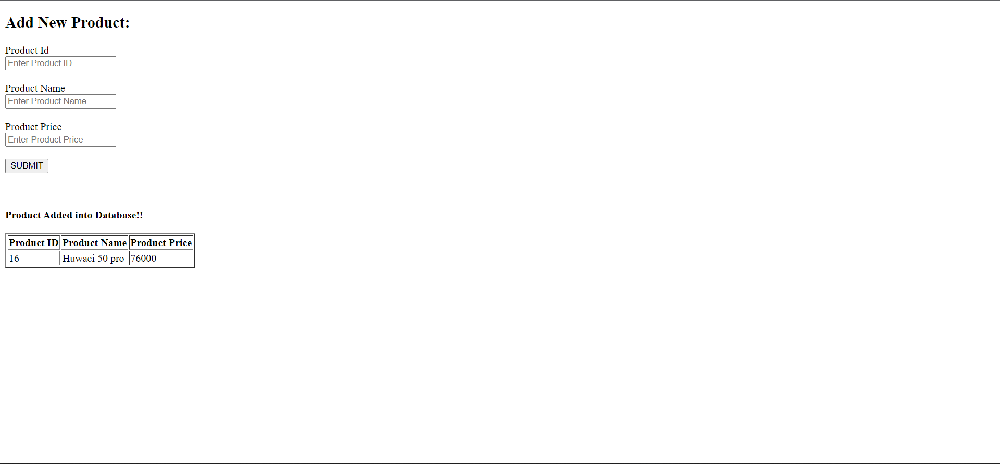 Add New Product:
Product Id
Enter Product ID
Product Name
Enter Product Name
Product Price
Enter Product Price
SUBMIT
Product Added into Database!!
Product ID Product Name Product Price
16 Huwaei 50 pro 76000